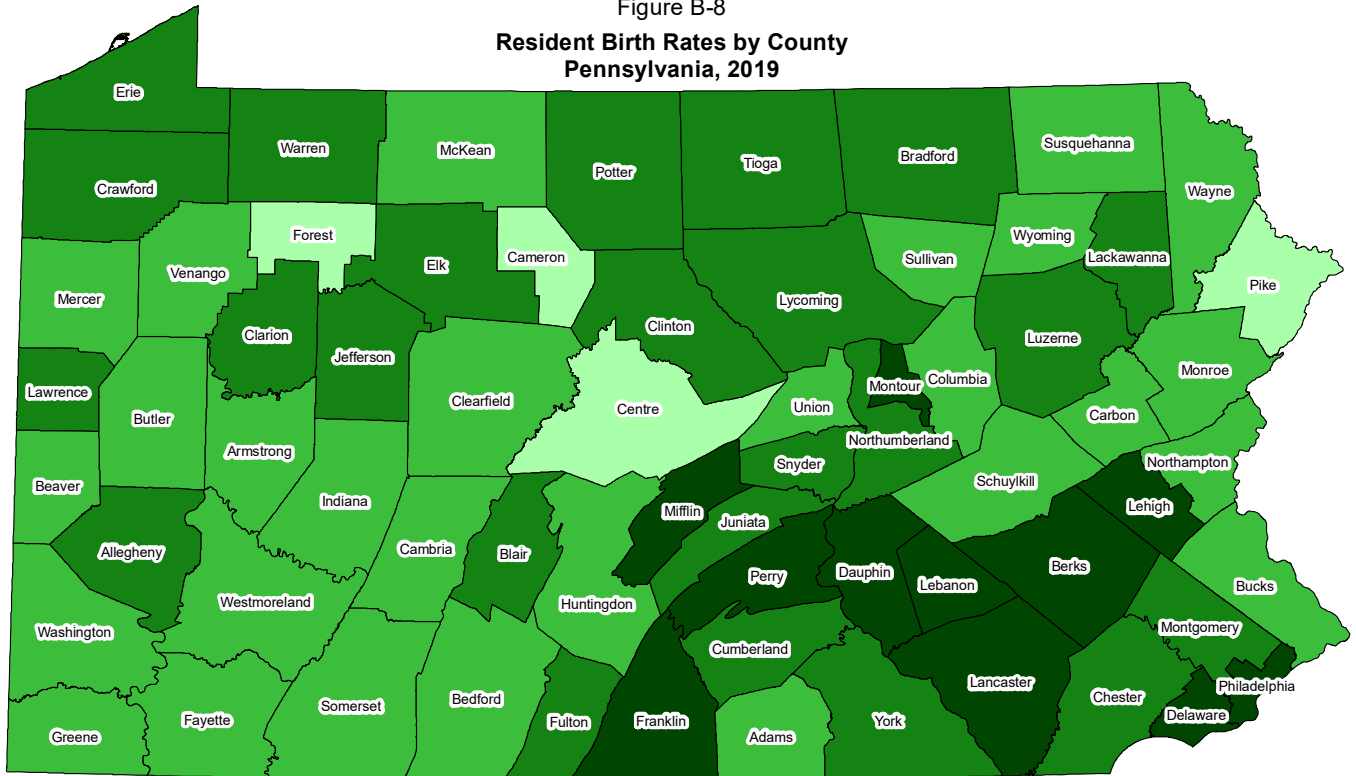 Figure B-8
Resident Birth Rates by County
Pennsylvania, 2019
Erie
Warren
McKean
Potter
Tioga
Bradford
Susquehanna
Wayne
Crawford
Forest
Cameron
Elk
Venango
Mercer
Sullivan
Wyoming
Lackawanna
Pike
Lycoming
Clinton
Clarion
Jefferson
Luzerne
Monroe
Lawrence
Butler
Clearfield
Centre
Union
Montour
Columbia
Carbon
Armstrong
Northumberland
Snyder
Northampton
Beaver
Indiana
Schuylkill
Lehigh
Mifflin
Juniata
Allegheny
Cambria
Blair
Perry
Dauphin
Lebanon
Berks
Bucks
Westmoreland
Huntingdon
Washington
Cumberland
Montgomery
Lancaster
Philadelphia
Chester
Delaware
Greene
Fayette
Somerset
Bedford
Fulton
Franklin
Adams
York